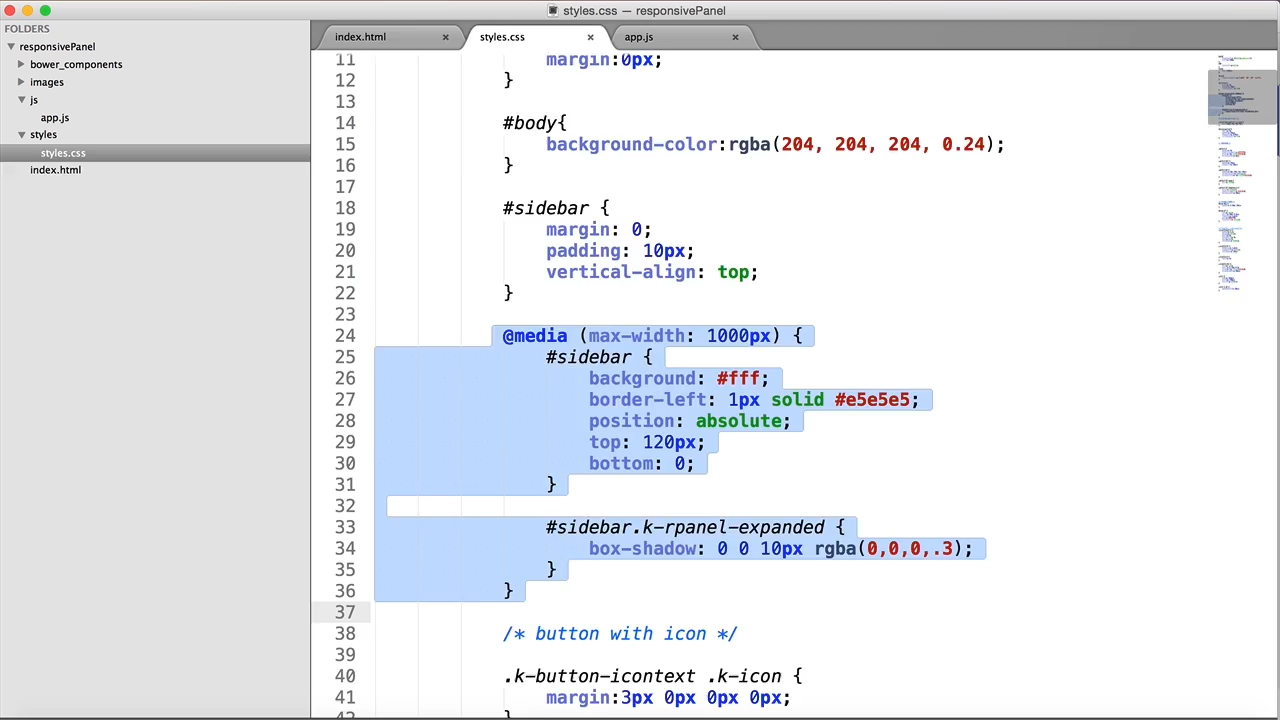 styles.css — responsivePanel
FOLDERS
responsivePanel
bower_components
images
js
app.js
styles
styles.css
index.html
index.html ×
styles.css ×
app.js ×
11 margin:0px;
12 }
13
14 #body{
15 background-color:rgba(204, 204, 204, 0.24);
16 }
17
18 #sidebar {
19 margin: 0;
20 padding: 10px;
21 vertical-align: top;
22 }
23
24 @media (max-width: 1000px) {
25 #sidebar {
26 background: #fff;
27 border-left: 1px solid #e5e5e5;
28 position: absolute;
29 top: 120px;
30 bottom: 0;
31 }
32
33 #sidebar.k-rpanel-expanded {
34 box-shadow: 0 0 10px rgba(0,0,0,.3);
35 }
36 }
37
38 /* button with icon */
40 .k-button-icontext .k-icon {
41 margin:3px 0px 0px 0px;
42 }